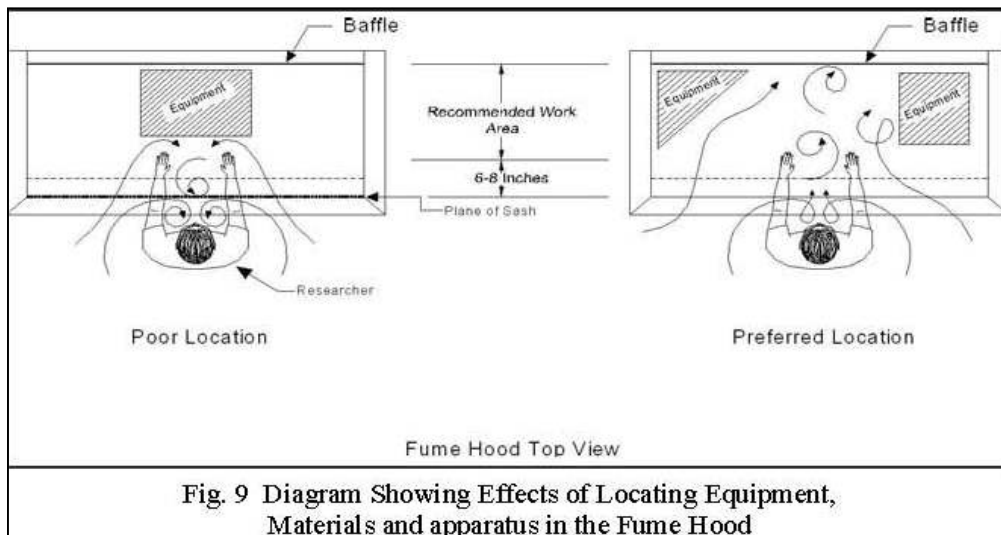 Baffle
Equipment
Recommended Work
Area
6-8 Inches
Plane of Sash
Researcher
Poor Location
Baffle
Equipment
Equipment
Preferred Location
Fume Hood Top View
Fig. 9 Diagram Showing Effects of Locating Equipment,
Materials and apparatus in the Fume Hood